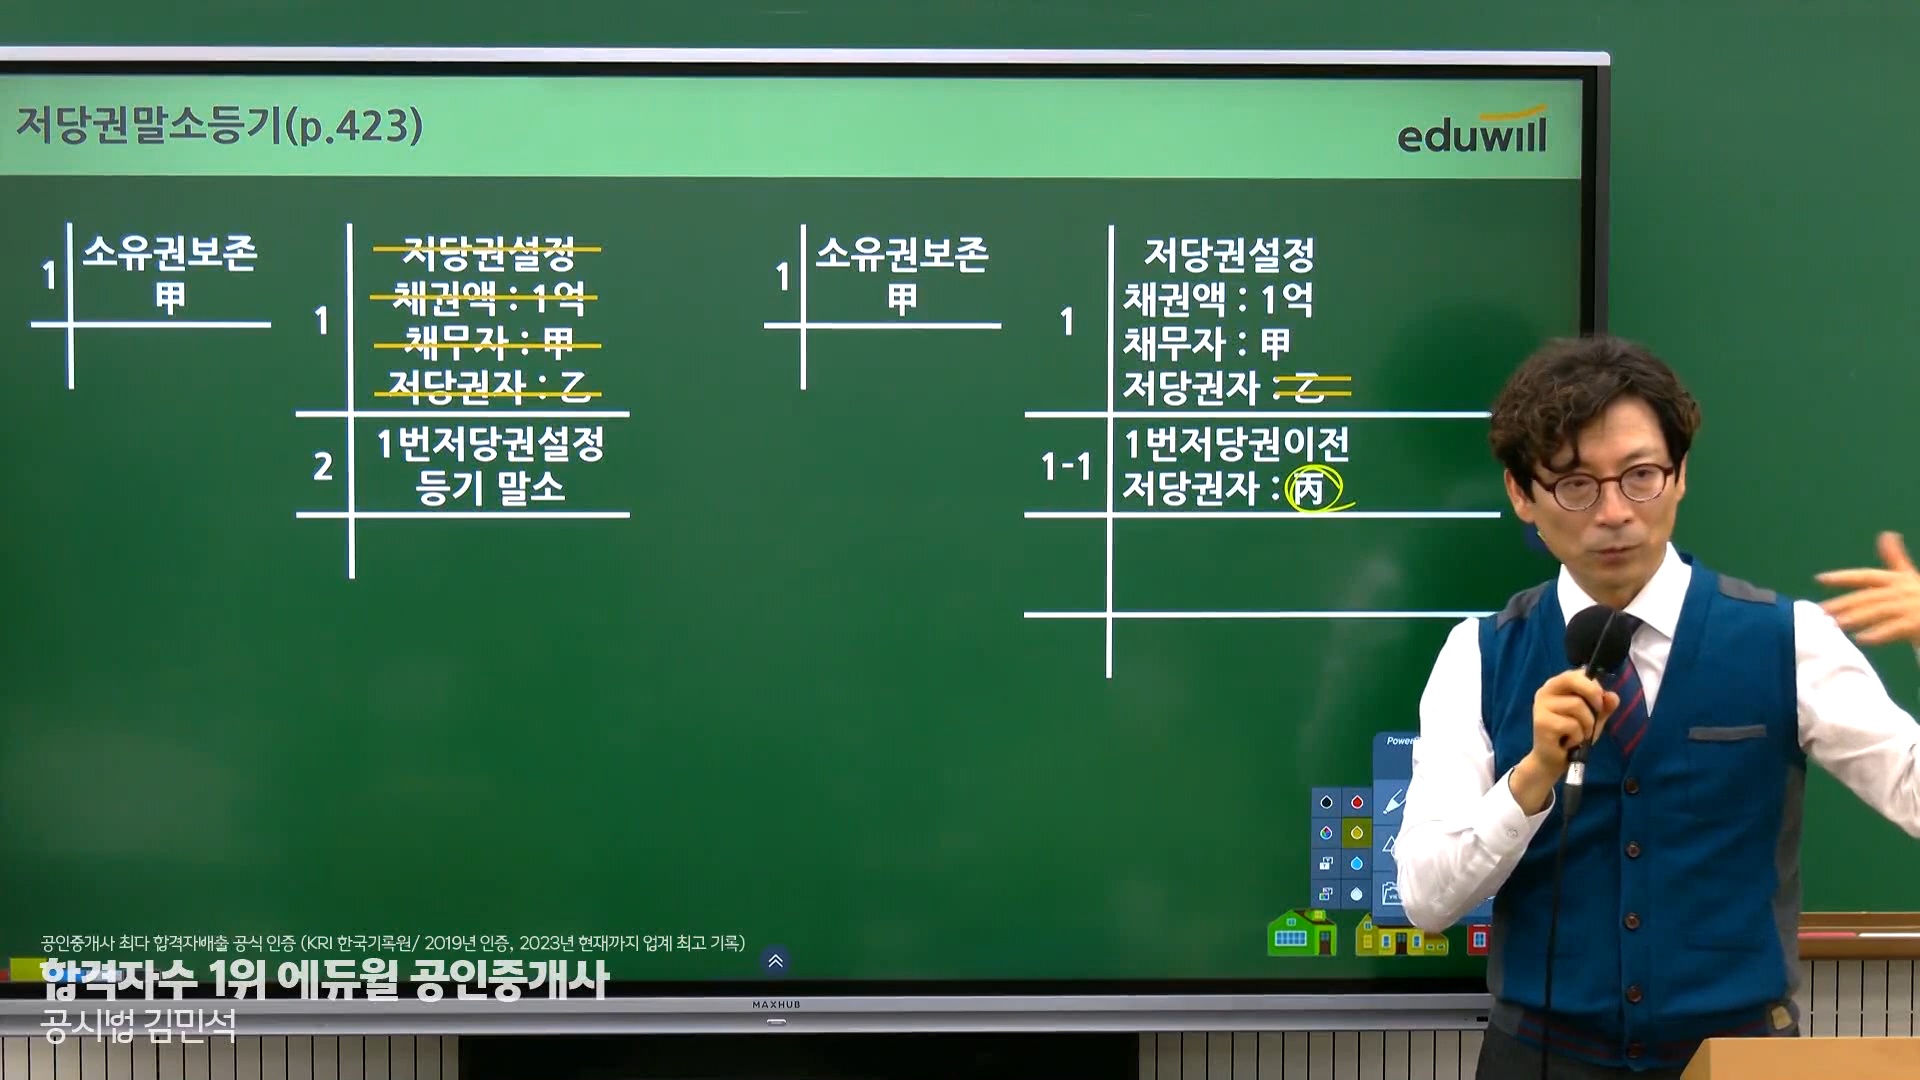 저당권말소등기(p.423)
eduwill
1
소유권보존
甲
1
저당권설정
채권액 : 1억
채무자 : 甲
저당권자 : 乙
2
1번저당권설정
등기 말소
1
소유권보존
甲
1
저당권설정
채권액 : 1억
채무자 : 甲
저당권자 : 乙
1-1
1번저당권이전
저당권자 : 丙
공인중개사 최다 합격자배출 공식 인증 (KRI 한국기록원/ 2019년 인증, 2023년 현재까지 업계 최고 기록)
합격자수 1위 에듀윌 공인중개사
공시법 김민석
MAXHUB